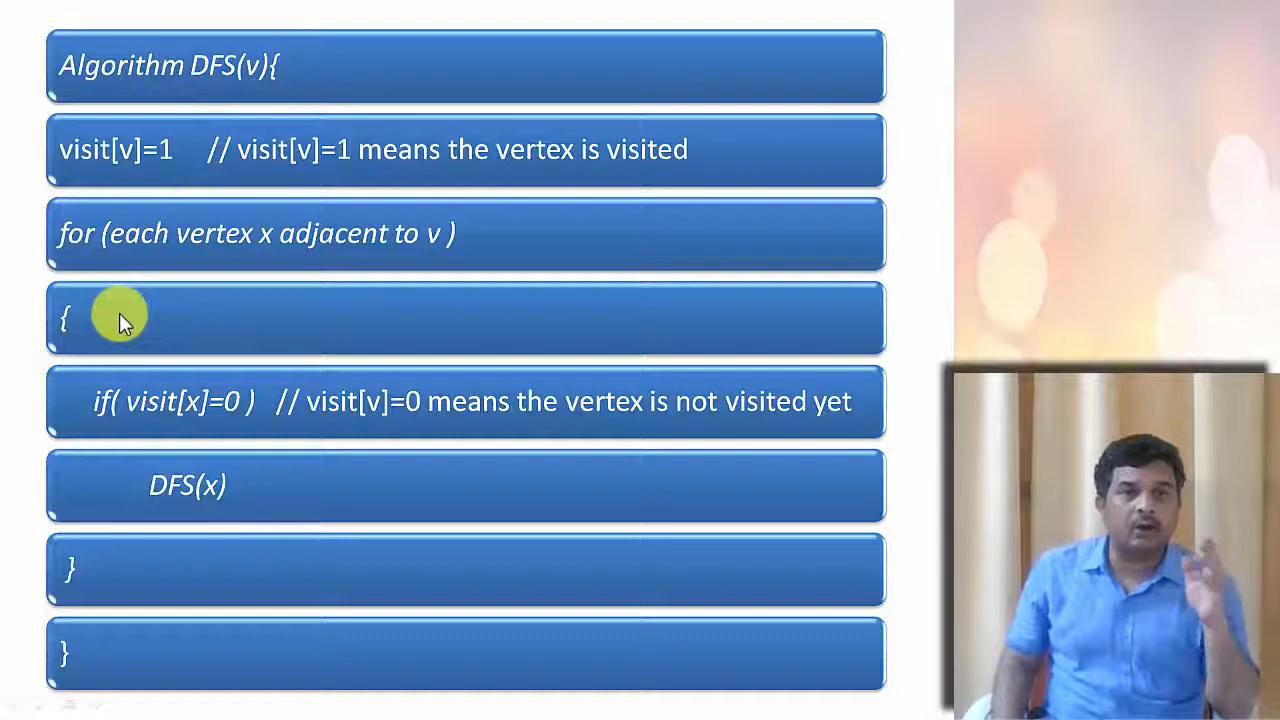 Algorithm DFS(v){
visit[v]=1 // visit[v]=1 means the vertex is visited
for (each vertex x adjacent to v )
{
if( visit[x]=0 ) // visit[v]=0 means the vertex is not visited yet
DFS(x)
}
}